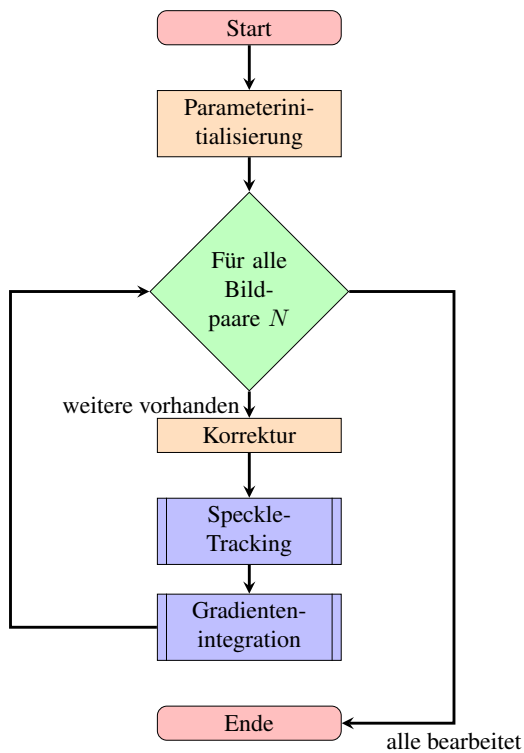 Start
Parameterini-
tialisierung
Für alle
Bild-
paare N
weitere vorhanden
Korrektur
Speckle-
Tracking
Gradienten-
integration
Ende
alle bearbeitet